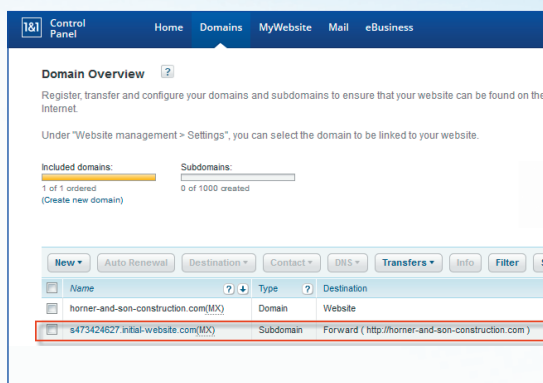 1&1 Control Panel Home Domains MyWebsite Mail eBusiness
Domain Overview ?
Register, transfer and configure your domains and subdomains to ensure that your website can be found on the
Internet.
Under "Website management > Settings", you can select the domain to be linked to your website.
Included domains: Subdomains:
1 of 1 ordered 0 of 1000 created
(Create new domain)
New Auto Renewal Destination Contact DNS Transfers Info Filter
Name ? Type ? Destination
horner-and-son-construction.com(MX) Domain Website
s473424627.initial-website.com(MX) Subdomain Forward ( http://horner-and-son-construction.com )